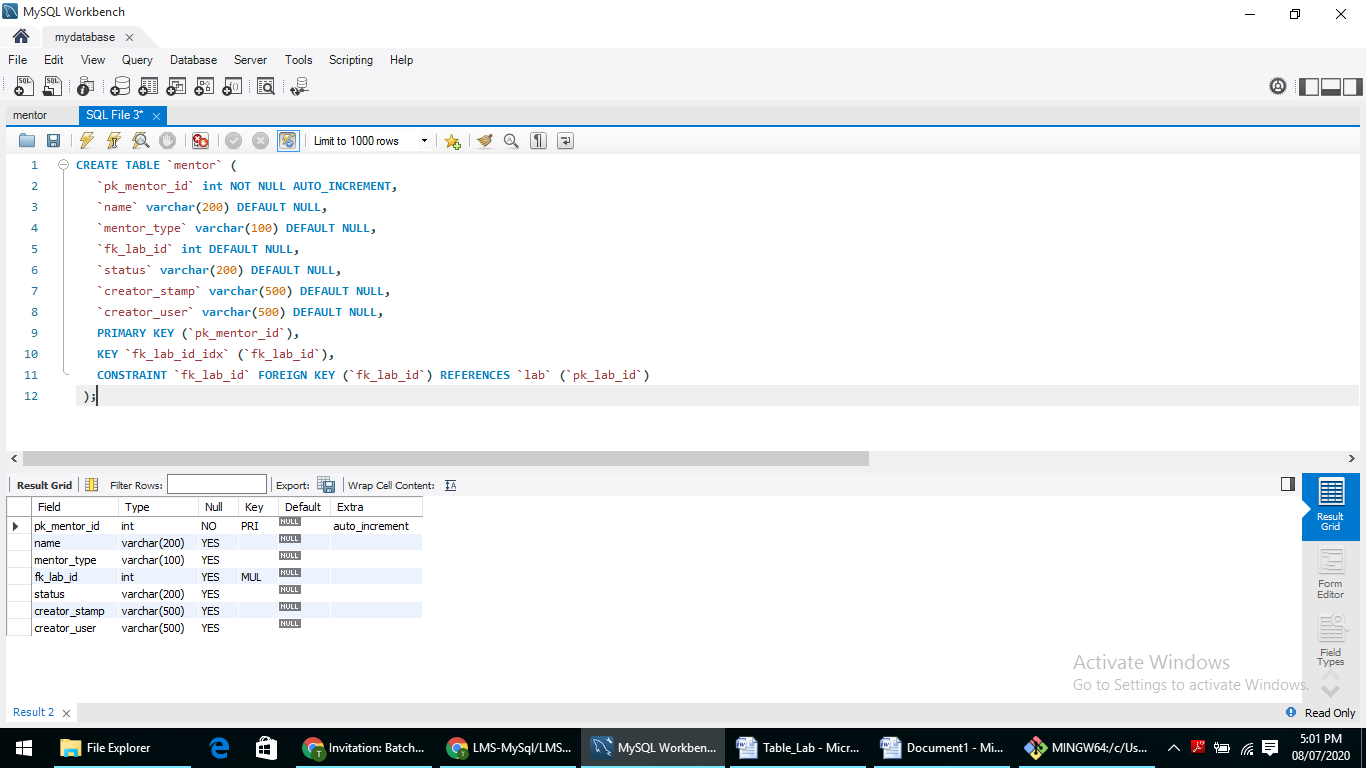 MySQL Workbench
mydatabase
File Edit View Query Database Server Tools Scripting Help
mentor SQL File 3*
Limit to 1000 rows
1 CREATE TABLE `mentor` (
2 `pk_mentor_id` int NOT NULL AUTO_INCREMENT,
3 `name` varchar(200) DEFAULT NULL,
4 `mentor_type` varchar(100) DEFAULT NULL,
5 `fk_lab_id` int DEFAULT NULL,
6 `status` varchar(200) DEFAULT NULL,
7 `creator_stamp` varchar(500) DEFAULT NULL,
8 `creator_user` varchar(500) DEFAULT NULL,
9 PRIMARY KEY (`pk_mentor_id`),
10 KEY `fk_lab_id_idx` (`fk_lab_id`),
11 CONSTRAINT `fk_lab_id` FOREIGN KEY (`fk_lab_id`) REFERENCES `lab` (`pk_lab_id`)
12 );
Result Grid Filter Rows: Export: Wrap Cell Content:
Field Type Null Key Default Extra
pk_mentor_id int NO PRI NULL auto_increment
name varchar(200) YES NULL
mentor_type varchar(100) YES NULL
fk_lab_id int YES MUL NULL
status varchar(200) YES NULL
creator_stamp varchar(500) YES NULL
creator_user varchar(500) YES NULL
Result
Grid
Form
Editor
Field
Types
Activate Windows
Go to Settings to activate Windows.
Result 2 Read Only
File Explorer Invitation: Batch... LMS-MySql/LMS... MySQL Workben... Table_Lab - Micr... Document1 - Mi... MINGW64:/c/Us... 5:01 PM
08/07/2020